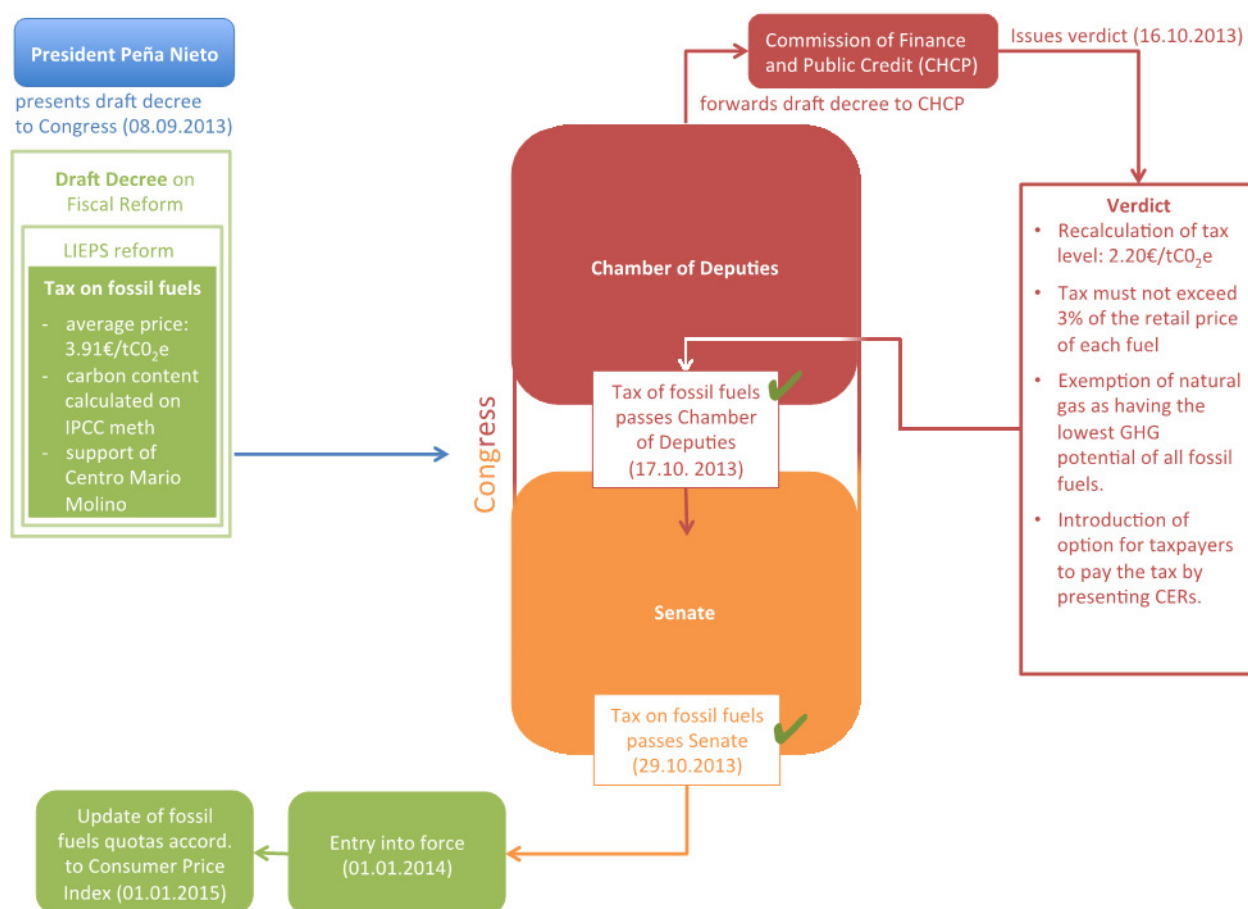 President Peña Nieto
presents draft decree
to Congress (08.09.2013)
Draft Decree on
Fiscal Reform
LIEPS reform
Tax on fossil fuels
- average price:
3.91€/tC0₂e
- carbon content
calculated on
IPCC meth
- support of
Centro Mario
Molino
Congress
Commission of Finance
and Public Credit (CHCP)
Issues verdict (16.10.2013)
forwards draft decree to CHCP
Chamber of Deputies
Tax of fossil fuels
passes Chamber
of Deputies
(17.10. 2013)
Verdict
• Recalculation of tax
level: 2.20€/tC0₂e
• Tax must not exceed
3% of the retail price
of each fuel
• Exemption of natural
gas as having the
lowest GHG
potential of all fossil
fuels.
• Introduction of
option for taxpayers
to pay the tax by
presenting CERs.
Senate
Tax on fossil fuels
passes Senate
(29.10.2013)
Entry into force
(01.01.2014)
Update of fossil
fuels quotas accord.
to Consumer Price
Index (01.01.2015)